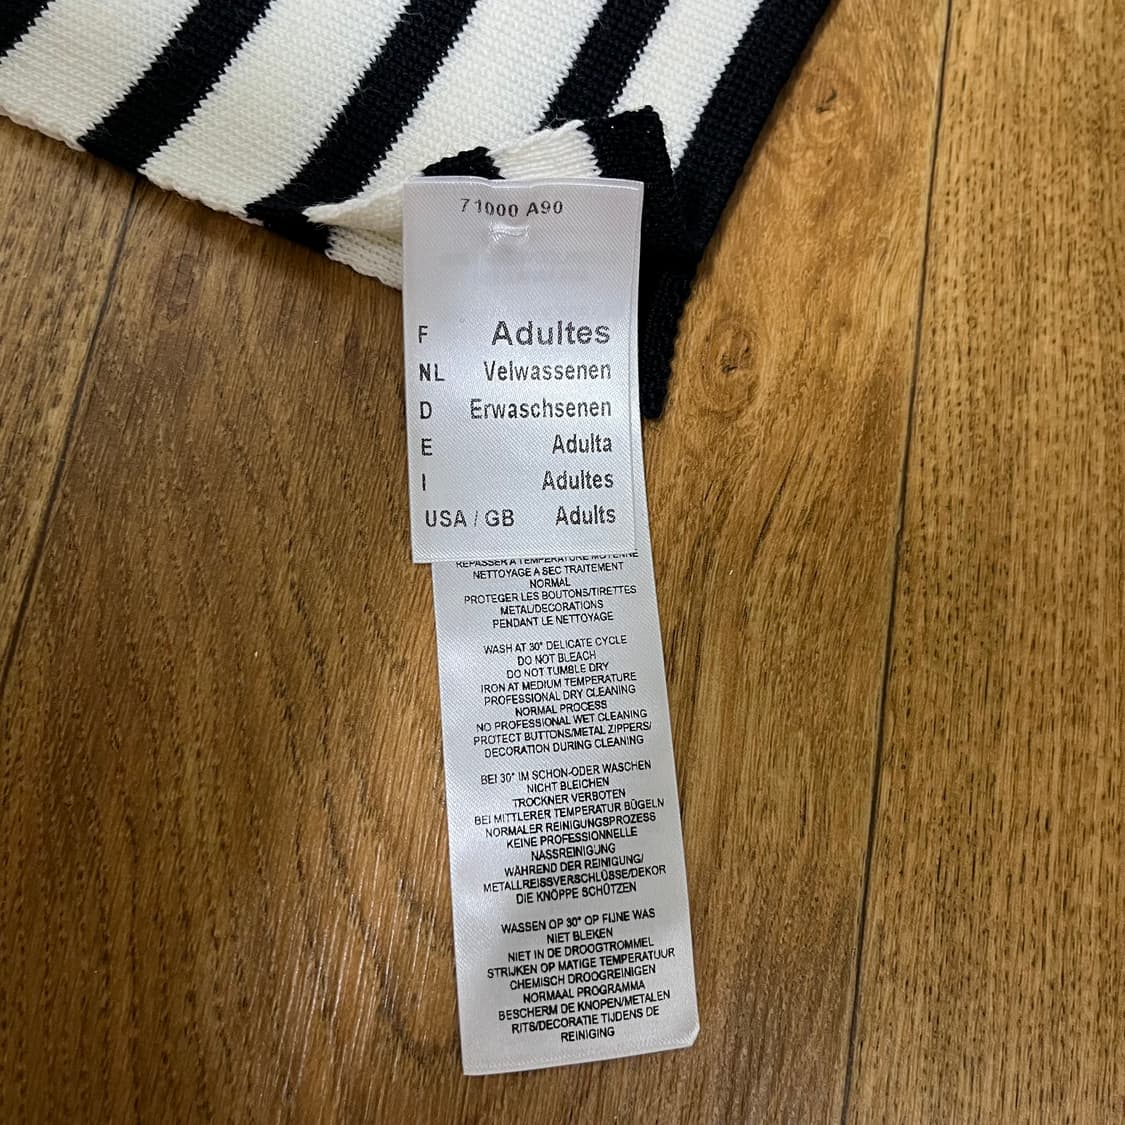 71000 A90
F Adultes
NL Velwassenen
D Erwaschsenen
E Adulta
I Adultes
USA / GB Adults
REPASSER A TEMPERATURE MOYENNE
NETTOYAGE A SEC TRAITEMENT
NORMAL
PROTEGER LES BOUTONS/TIRETTES
METAL/DECORATIONS
PENDANT LE NETTOYAGE
WASH AT 30° DELICATE CYCLE
DO NOT BLEACH
DO NOT TUMBLE DRY
IRON AT MEDIUM TEMPERATURE
PROFESSIONAL DRY CLEANING
NORMAL PROCESS
NO PROFESSIONAL WET CLEANING
PROTECT BUTTONS/METAL ZIPPERS/
DECORATION DURING CLEANING
BEI 30° IM SCHON-ODER WASCHEN
NICHT BLEICHEN
TROCKNER VERBOTEN
BEI MITTLERER TEMPERATUR BÜGELN
NORMALER REINIGUNGSPROZESS
KEINE PROFESSIONNELLE
NASSREINIGUNG
WÄHREND DER REINIGUNG/
METALLREISSVERSCHLÜSSE/DEKOR
DIE KNÖPPE SCHÜTZEN
WASSEN OP 30° OP FIJNE WAS
NIET BLEKEN
NIET IN DE DROOGTROMMEL
STRIJKEN OP MATIGE TEMPERATUUR
CHEMISCH DROOGREINIGEN
NORMAAL PROGRAMMA
BESCHERM DE KNOPEN/METALEN
RITS/DECORATIE TIJDENS DE
REINIGING